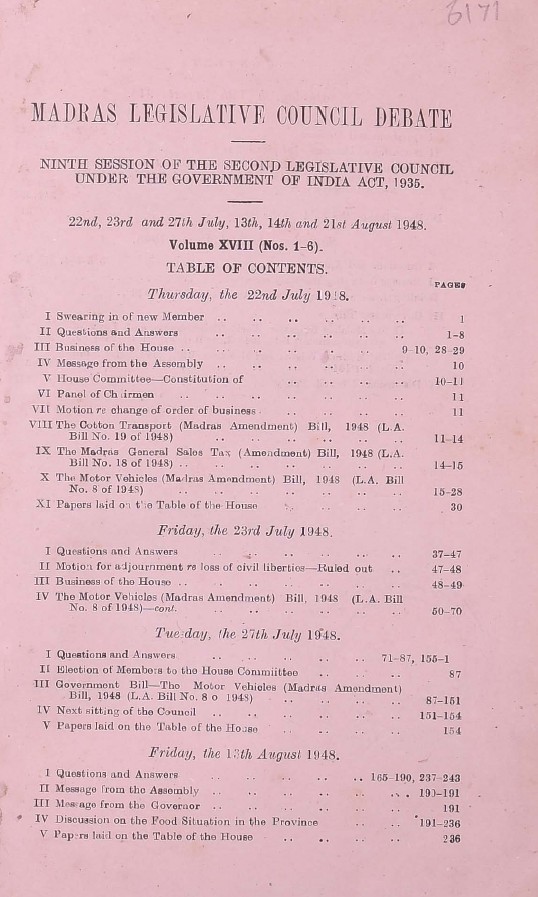 6171
MADRAS LEGISLATIVE COUNCIL DEBATE
NINTH SESSION OF THE SECOND LEGISLATIVE COUNCIL
UNDER THE GOVERNMENT OF INDIA ACT, 1935.
22nd, 23rd and 27th July, 13th, 14th and 21st August 1948.
Volume XVIII (Nos. 1-6).
TABLE OF CONTENTS.
PAGES
Thursday, the 22nd July 1948.
I Swearing in of new Member .. .. .. .. .. .. 1
II Questions and Answers .. .. .. .. .. .. 1-8
III Business of the House .. .. .. .. .. .. 9-10, 28-29
IV Message from the Assembly .. .. .. .. .. .. 10
V House Committee—Constitution of .. .. .. .. 10-11
VI Panel of Chairmen .. .. .. .. .. .. .. 11
VII Motion re change of order of business .. .. .. .. 11
VIII The Cotton Transport (Madras Amendment) Bill, 1948 (L.A.
Bill No. 19 of 1948) .. .. .. .. .. .. 11-14
IX The Madras General Sales Tax (Amendment) Bill, 1948 (L.A.
Bill No. 18 of 1948) .. .. .. .. .. .. .. 14-15
X The Motor Vehicles (Madras Amendment) Bill, 1948 (L.A. Bill
No. 8 of 1948) .. .. .. .. .. .. .. 15-28
XI Papers laid on the Table of the House .. .. .. .. 30
Friday, the 23rd July 1948.
I Questions and Answers .. .. .. .. .. .. 37-47
II Motion for adjournment re loss of civil liberties—Ruled out .. 47-48
III Business of the House .. .. .. .. .. .. .. 48-49
IV The Motor Vehicles (Madras Amendment) Bill, 1948 (L.A. Bill
No. 8 of 1948)—cont. .. .. .. .. .. .. 50-70
Tuesday, the 27th July 1948.
I Questions and Answers .. .. .. .. .. 71-87, 155-1
II Election of Members to the House Committee .. .. .. 87
III Government Bill—The Motor Vehicles (Madras Amendment)
Bill, 1948 (L.A. Bill No. 8 o 1948) .. .. .. .. 87-151
IV Next sitting of the Council .. .. .. .. .. .. 151-154
V Papers laid on the Table of the House .. .. .. .. 154
Friday, the 13th August 1948.
I Questions and Answers .. .. .. .. .. 165-190, 237-243
II Message from the Assembly .. .. .. .. .. .. 190-191
III Message from the Governor .. .. .. .. .. .. 191
IV Discussion on the Food Situation in the Province .. .. 191-236
V Papers laid on the Table of the House .. .. .. .. 236